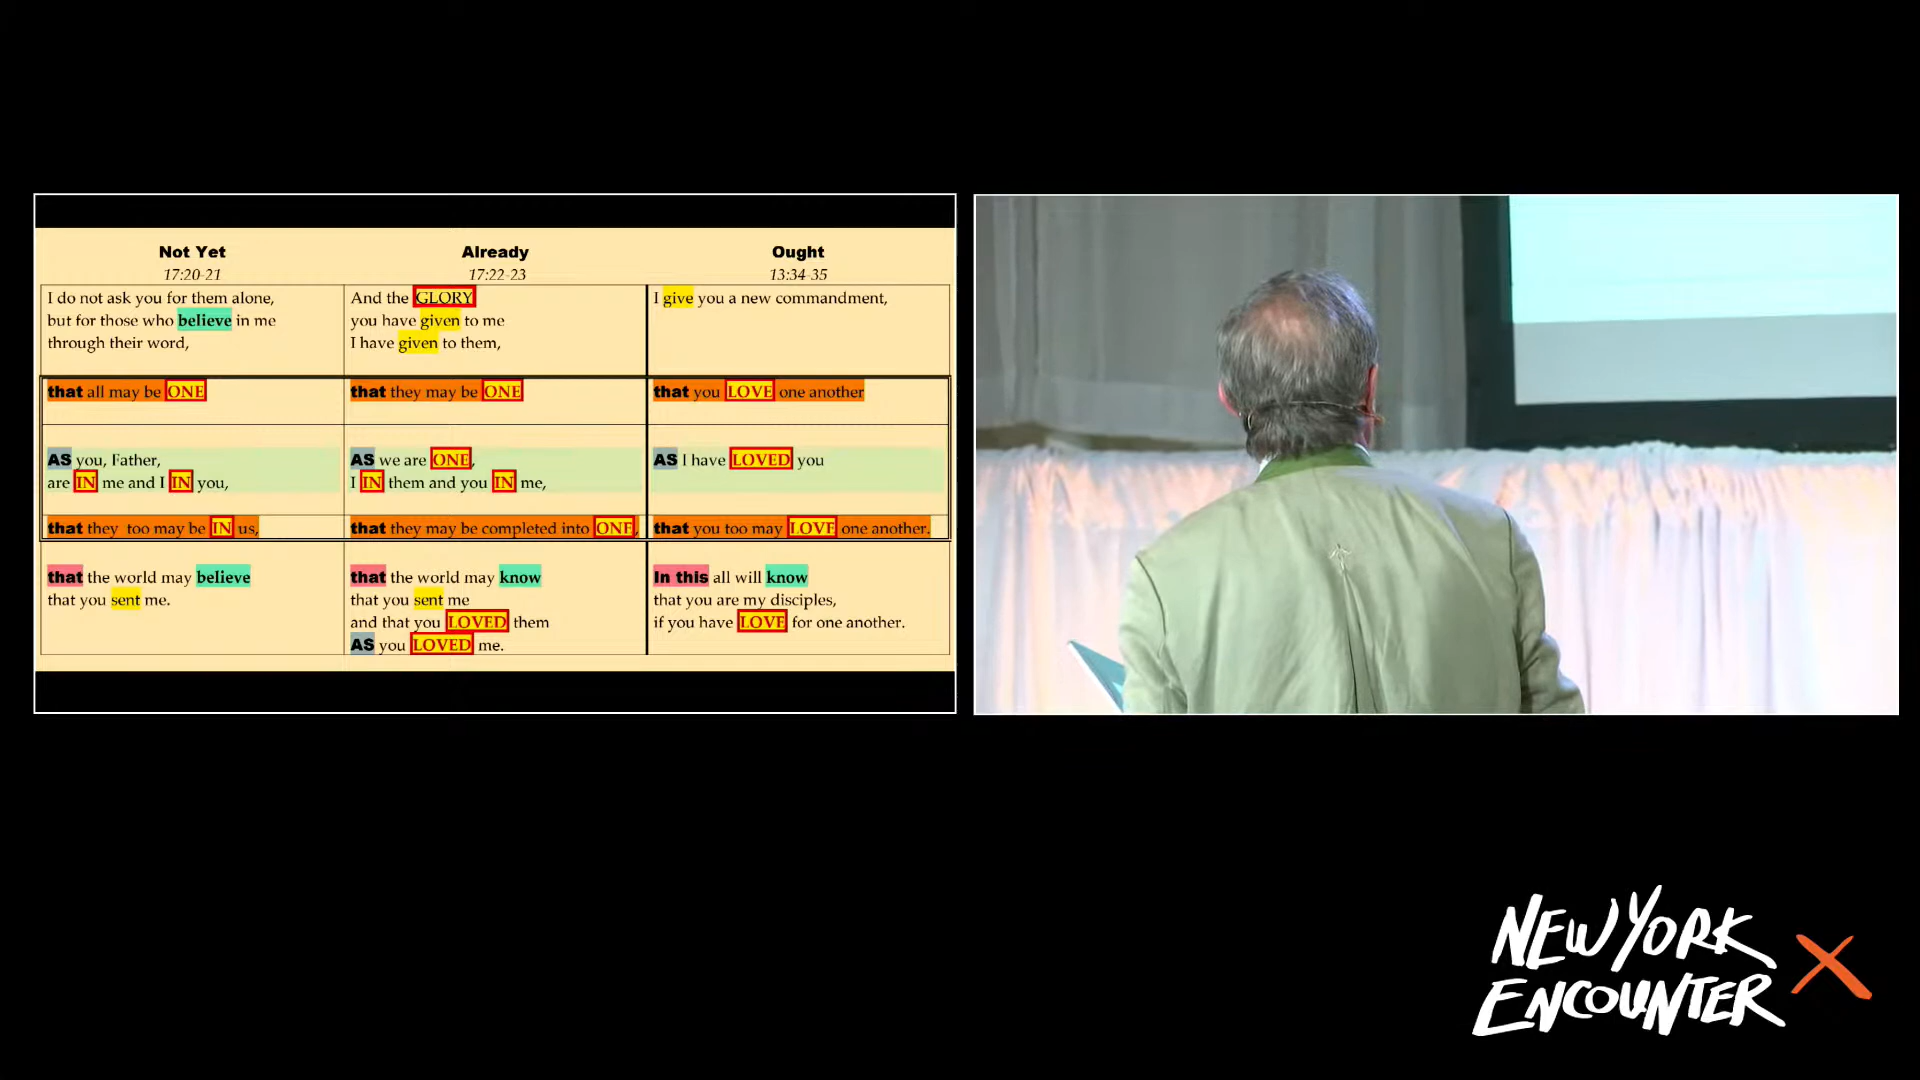 Not Yet
17:20-21
I do not ask you for them alone,
but for those who believe in me
through their word,
that all may be ONE
AS you, Father,
are IN me and I IN you,
that they too may be IN us,
that the world may believe
that you sent me.
Already
17:22-23
And the GLORY
you have given to me
I have given to them,
that they may be ONE
AS we are ONE,
I IN them and you IN me,
that they may be completed into ONE,
that the world may know
that you sent me
and that you LOVED them
AS you LOVED me.
Ought
13:34-35
I give you a new commandment,
that you LOVE one another
AS I have LOVED you
that you too may LOVE one another.
In this all will know
that you are my disciples,
if you have LOVE for one another.
NEW YORK
ENCOUNTER